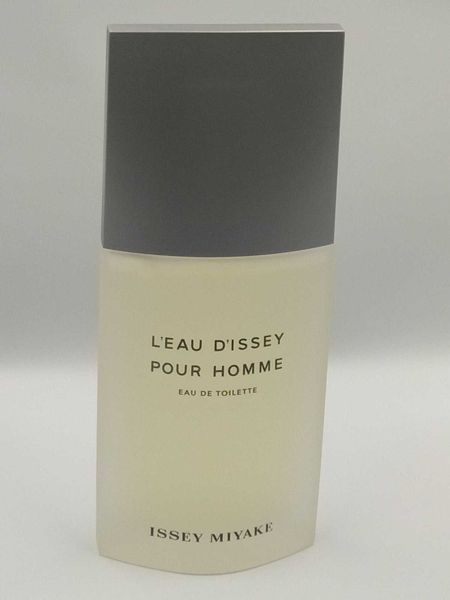 L'EAU D'ISSEY
POUR HOMME
EAU DE TOILETTE
ISSEY MIYAKE